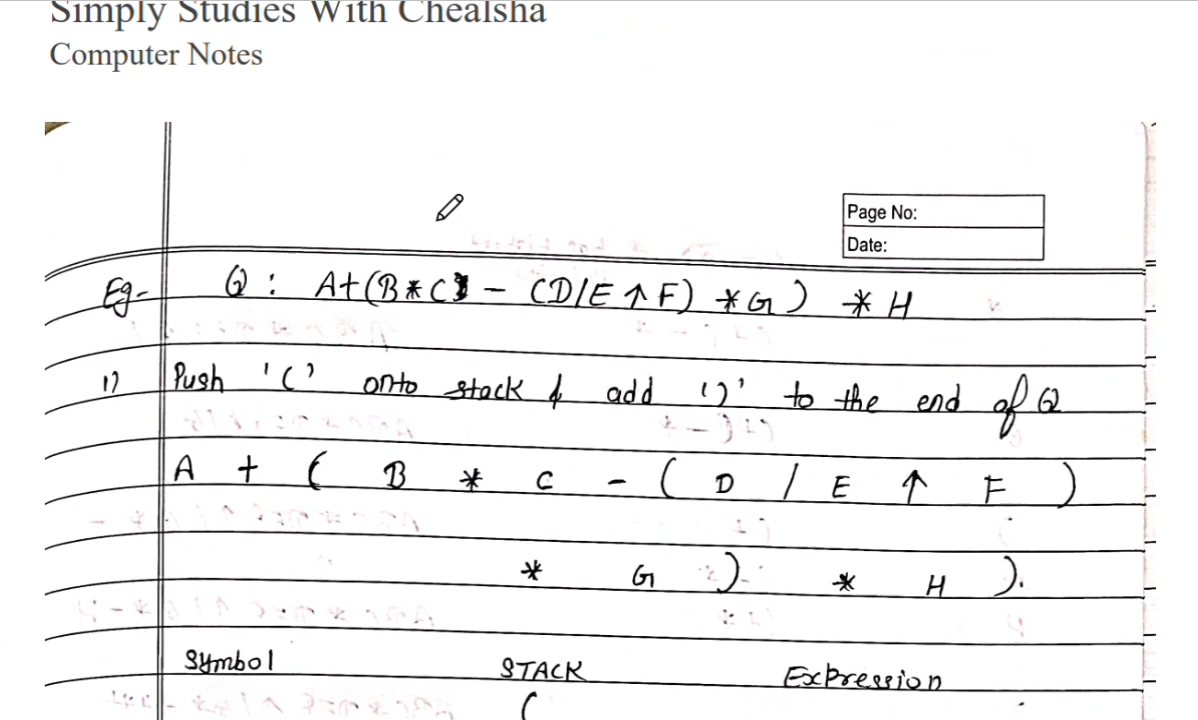 Simply Studies With Chealsha
Computer Notes
Page No:
Date:
Eg- Q : A+(B*C - (D/E↑F) *G) * H
1) Push '(' onto stack & add ')' to the end of Q
A + ( B * C - ( D / E ↑ F )
* G ) * H ).
Symbol STACK Expression
(